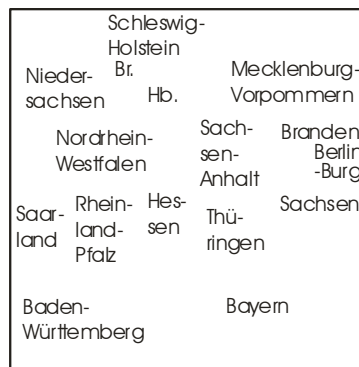 Schleswig-
Holstein
Br.
Nieder-
sachsen
Hb.
Mecklenburg-
Vorpommern
Nordrhein-
Westfalen
Sach-
sen-
Anhalt
Branden
Berlin
-Burg
Saar-
land
Rhein-
land-
Pfalz
Hes-
sen
Thü-
ringen
Sachsen
Baden-
Württemberg
Bayern